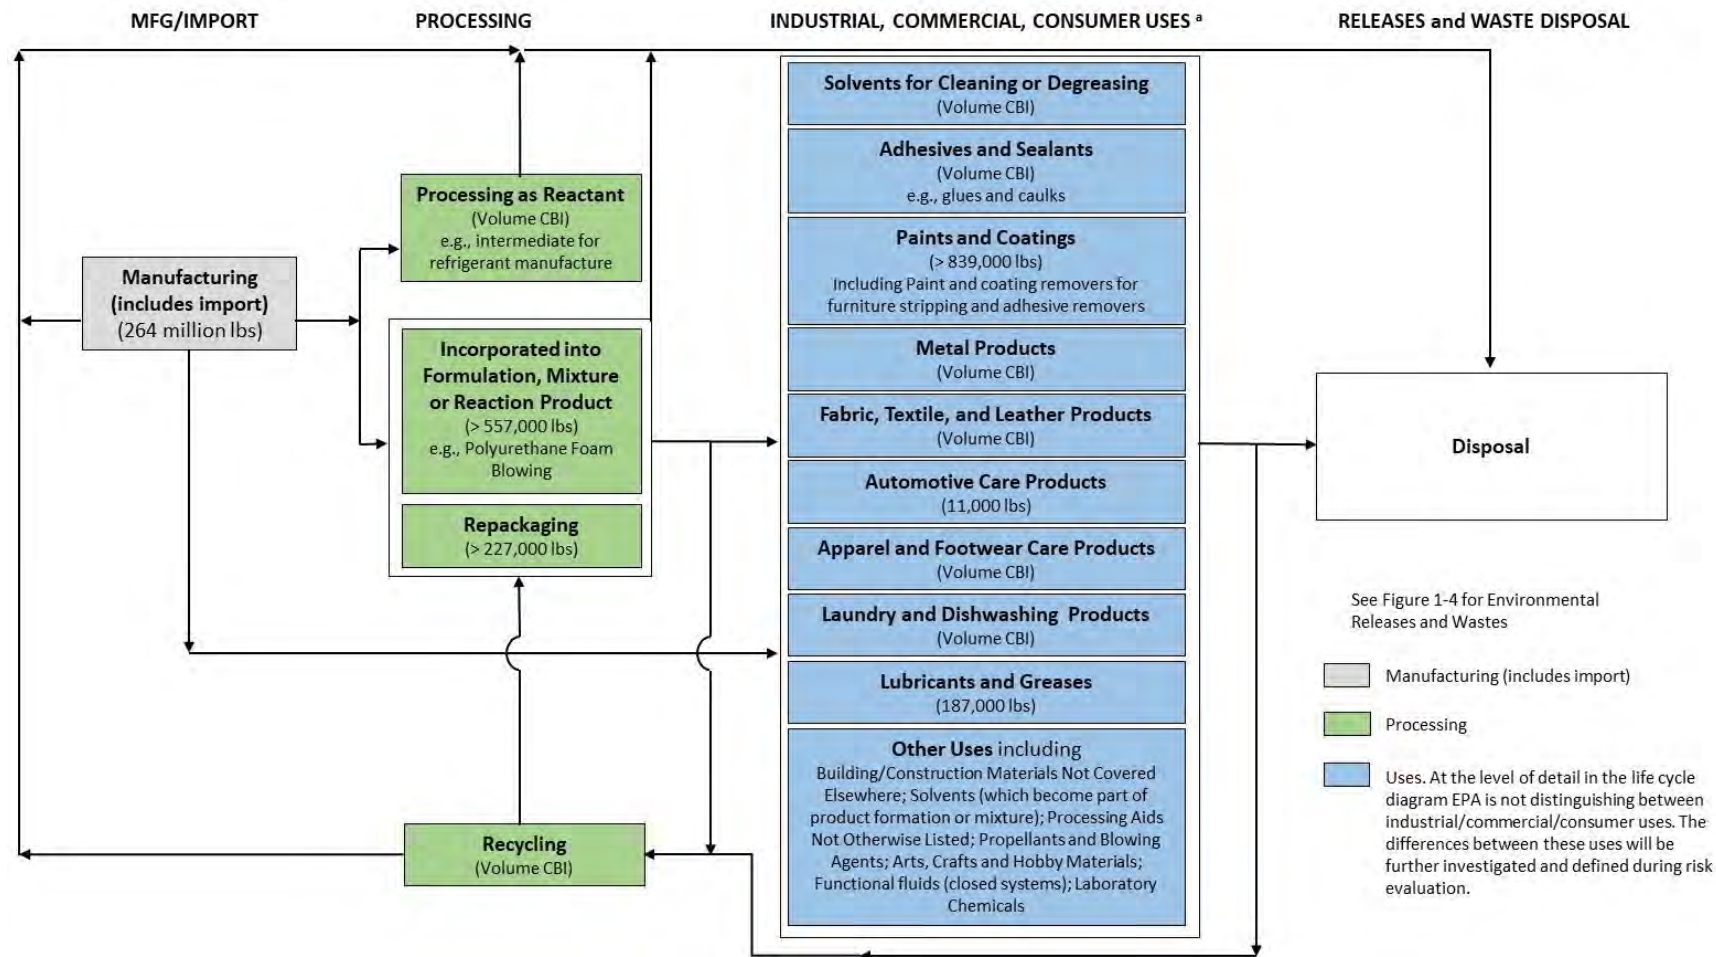 MFG/IMPORT
PROCESSING
INDUSTRIAL, COMMERCIAL, CONSUMER USES ᵃ
RELEASES and WASTE DISPOSAL
Manufacturing
(includes import)
(264 million lbs)
Processing as Reactant
(Volume CBI)
e.g., intermediate for
refrigerant manufacture
Incorporated into
Formulation, Mixture
or Reaction Product
(> 557,000 lbs)
e.g., Polyurethane Foam
Blowing
Repackaging
(> 227,000 lbs)
Recycling
(Volume CBI)
Solvents for Cleaning or Degreasing
(Volume CBI)
Adhesives and Sealants
(Volume CBI)
e.g., glues and caulks
Paints and Coatings
(> 839,000 lbs)
Including Paint and coating removers for
furniture stripping and adhesive removers
Metal Products
(Volume CBI)
Fabric, Textile, and Leather Products
(Volume CBI)
Automotive Care Products
(11,000 lbs)
Apparel and Footwear Care Products
(Volume CBI)
Laundry and Dishwashing Products
(Volume CBI)
Lubricants and Greases
(187,000 lbs)
Other Uses including
Building/Construction Materials Not Covered
Elsewhere; Solvents (which become part of
product formation or mixture); Processing Aids
Not Otherwise Listed; Propellants and Blowing
Agents; Arts, Crafts and Hobby Materials;
Functional fluids (closed systems); Laboratory
Chemicals
Disposal
See Figure 1-4 for Environmental
Releases and Wastes
Manufacturing (includes import)
Processing
Uses. At the level of detail in the life cycle
diagram EPA is not distinguishing between
industrial/commercial/consumer uses. The
differences between these uses will be
further investigated and defined during risk
evaluation.